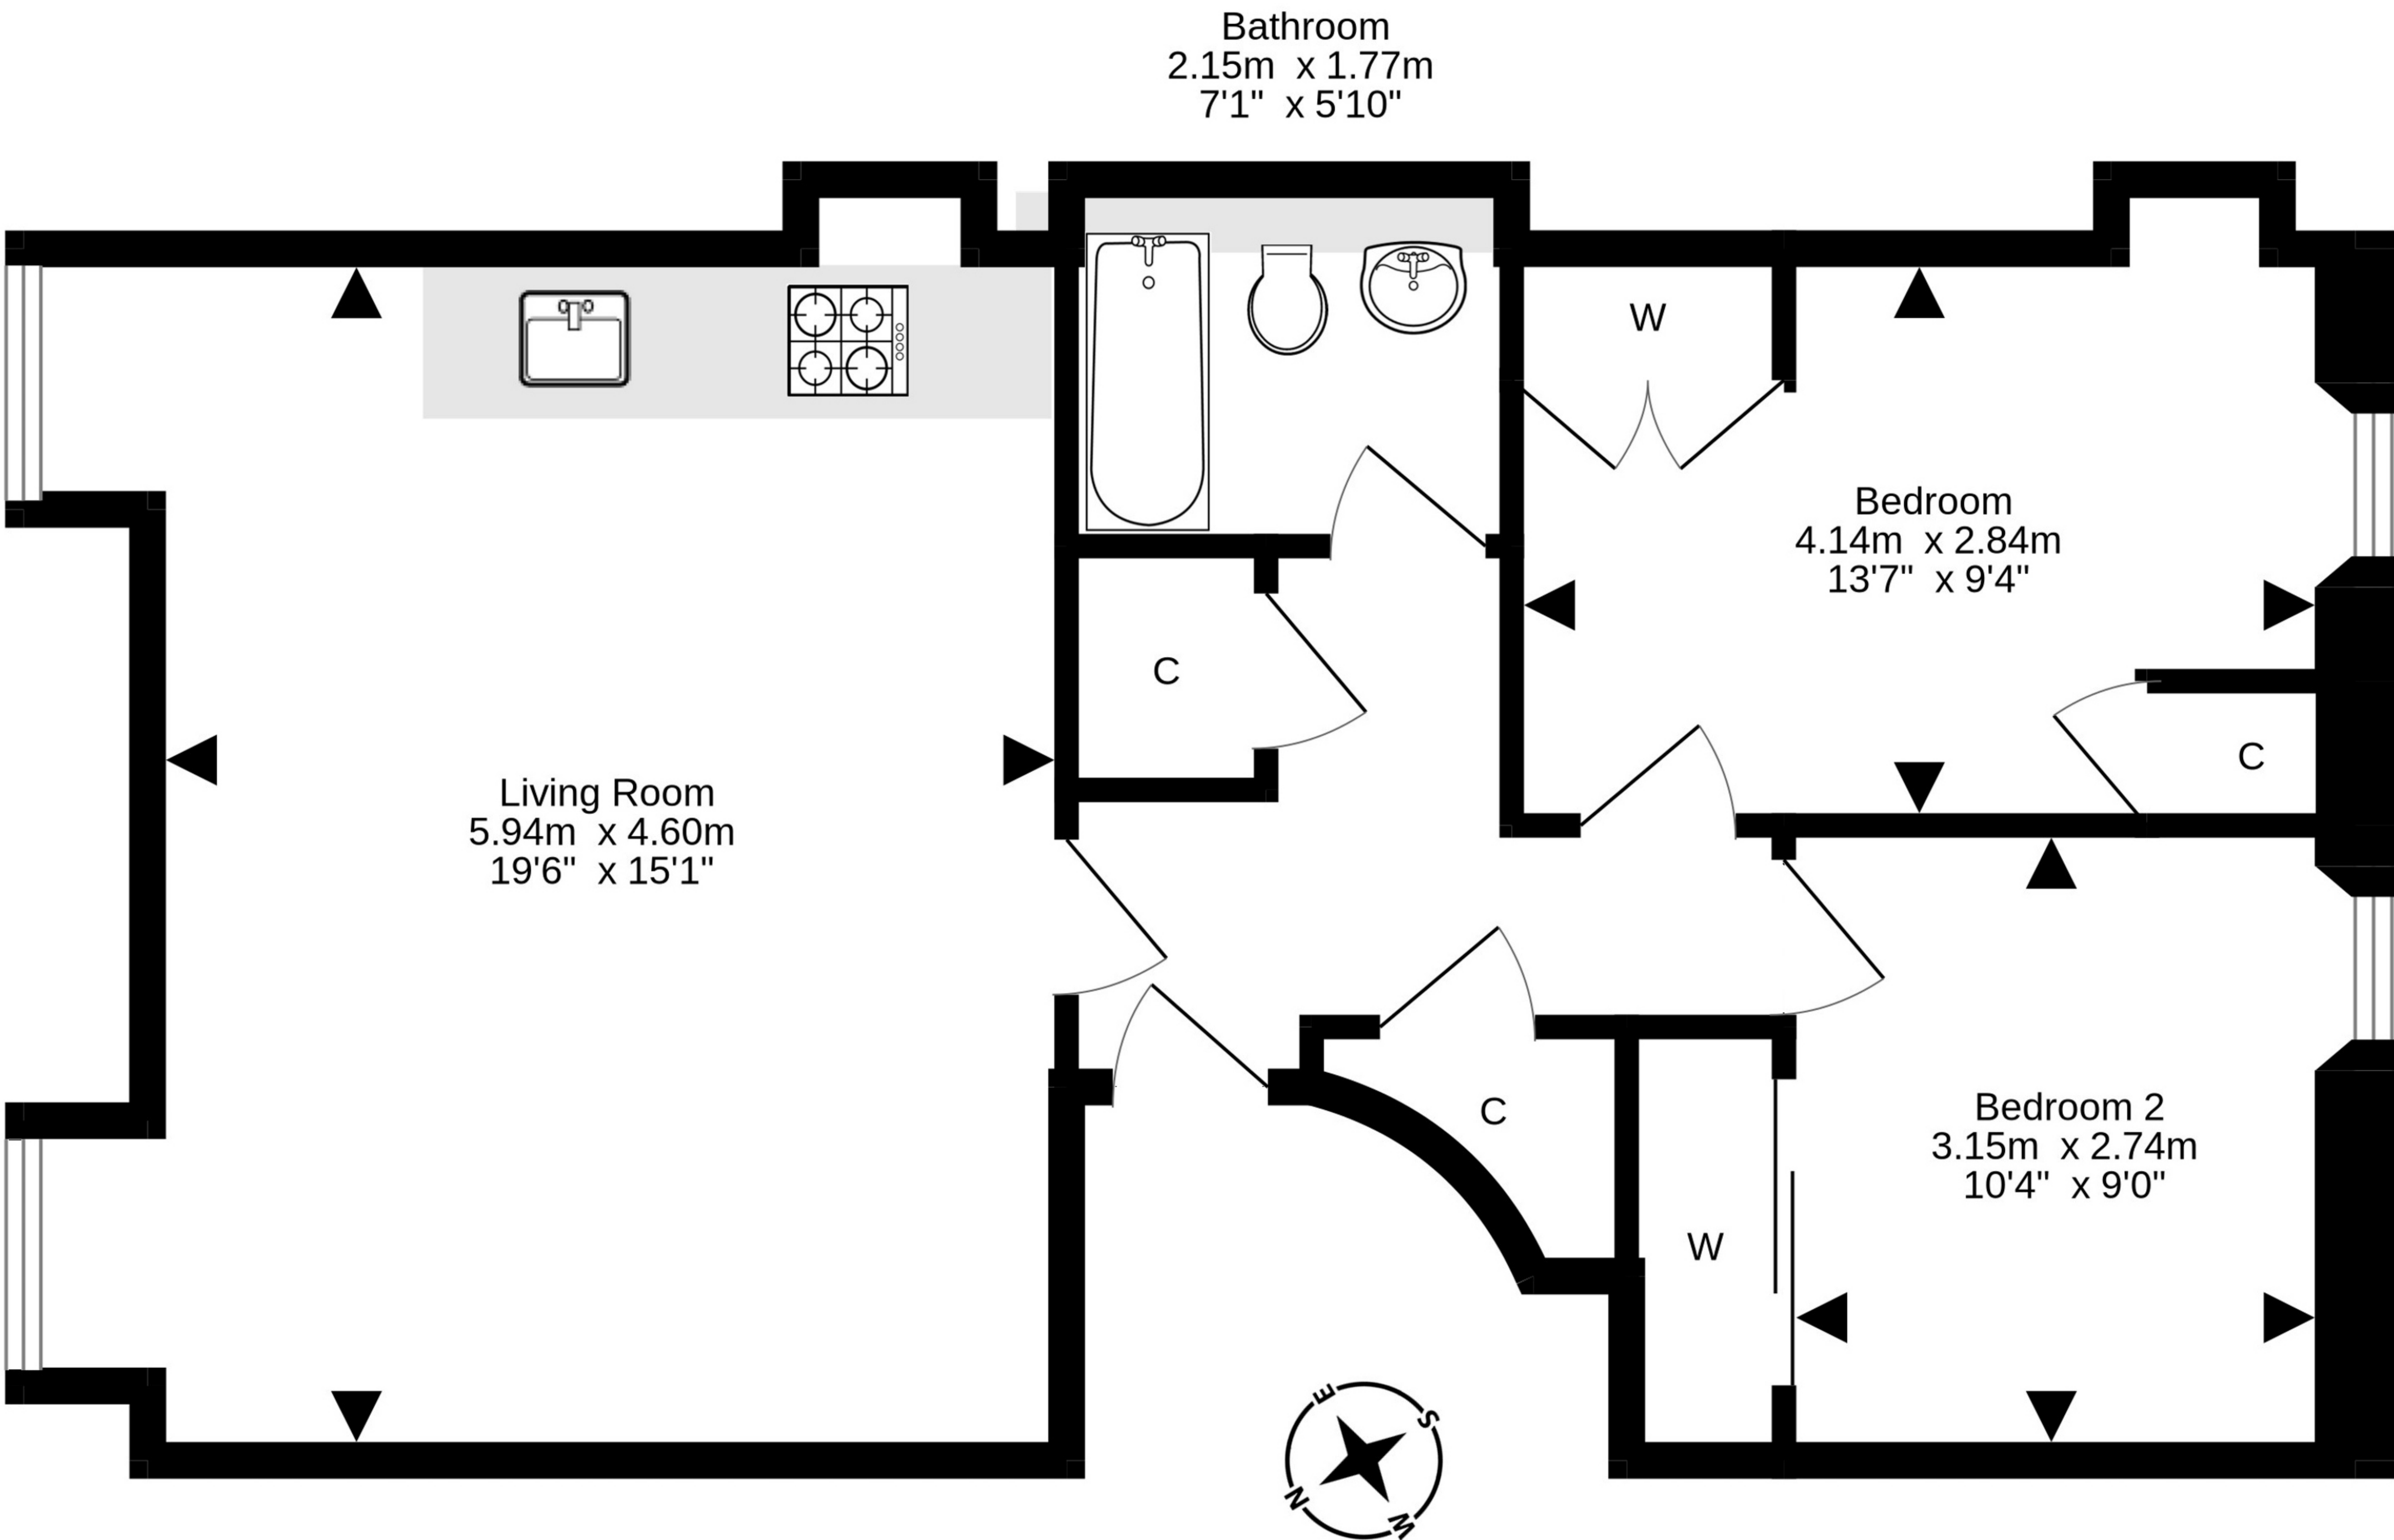 Bathroom
2.15m x 1.77m
7'1" x 5'10"
W
Bedroom
4.14m x 2.84m
13'7" x 9'4"
C
C
Living Room
5.94m x 4.60m
19'6" x 15'1"
C
Bedroom 2
3.15m x 2.74m
10'4" x 9'0"
W
E
S
N
W